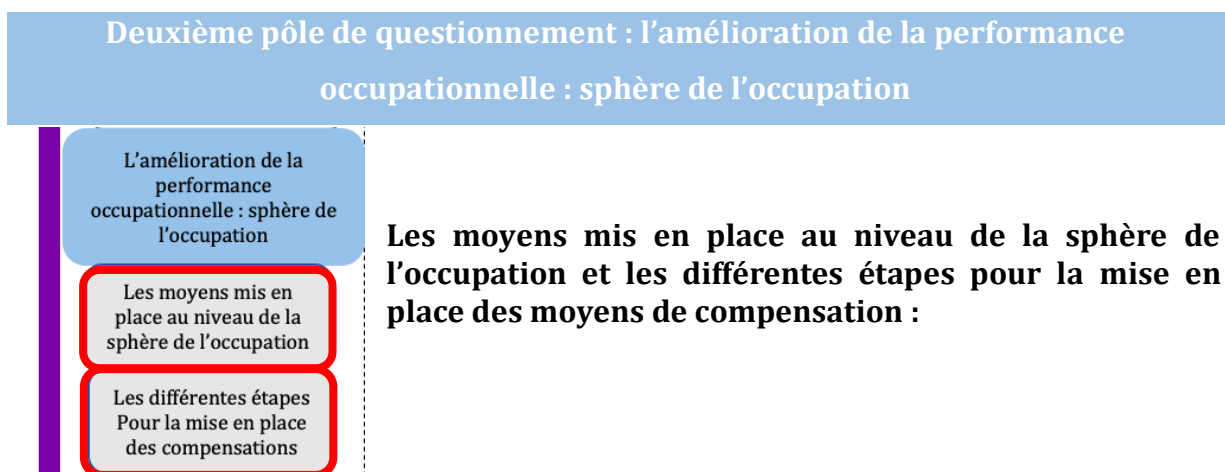 Deuxième pôle de questionnement : l’amélioration de la performance
occupationnelle : sphère de l’occupation
L’amélioration de la
performance
occupationnelle : sphère de
l’occupation
Les moyens mis en
place au niveau de la
sphère de l’occupation
Les différentes étapes
Pour la mise en place
des compensations
Les moyens mis en place au niveau de la sphère de
l’occupation et les différentes étapes pour la mise en
place des moyens de compensation :